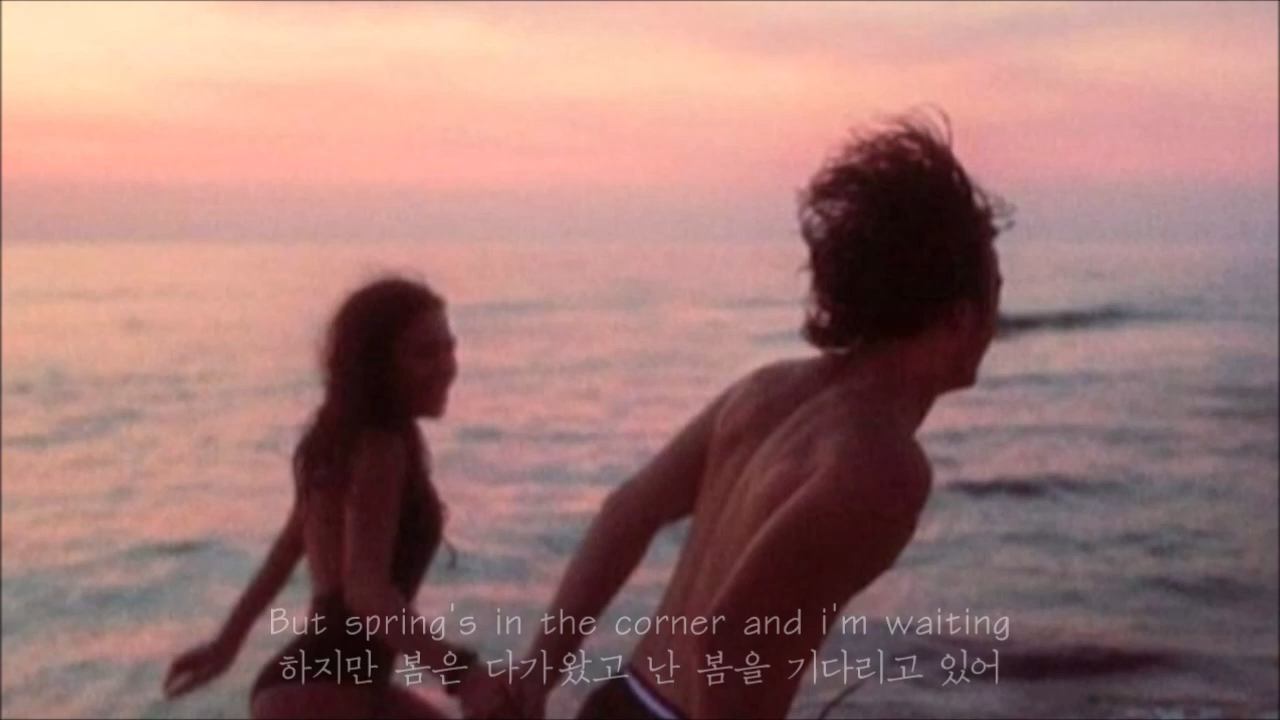 But spring's in the corner and i'm waiting
하지만 봄은 다가왔고 난 봄을 기다리고 있어